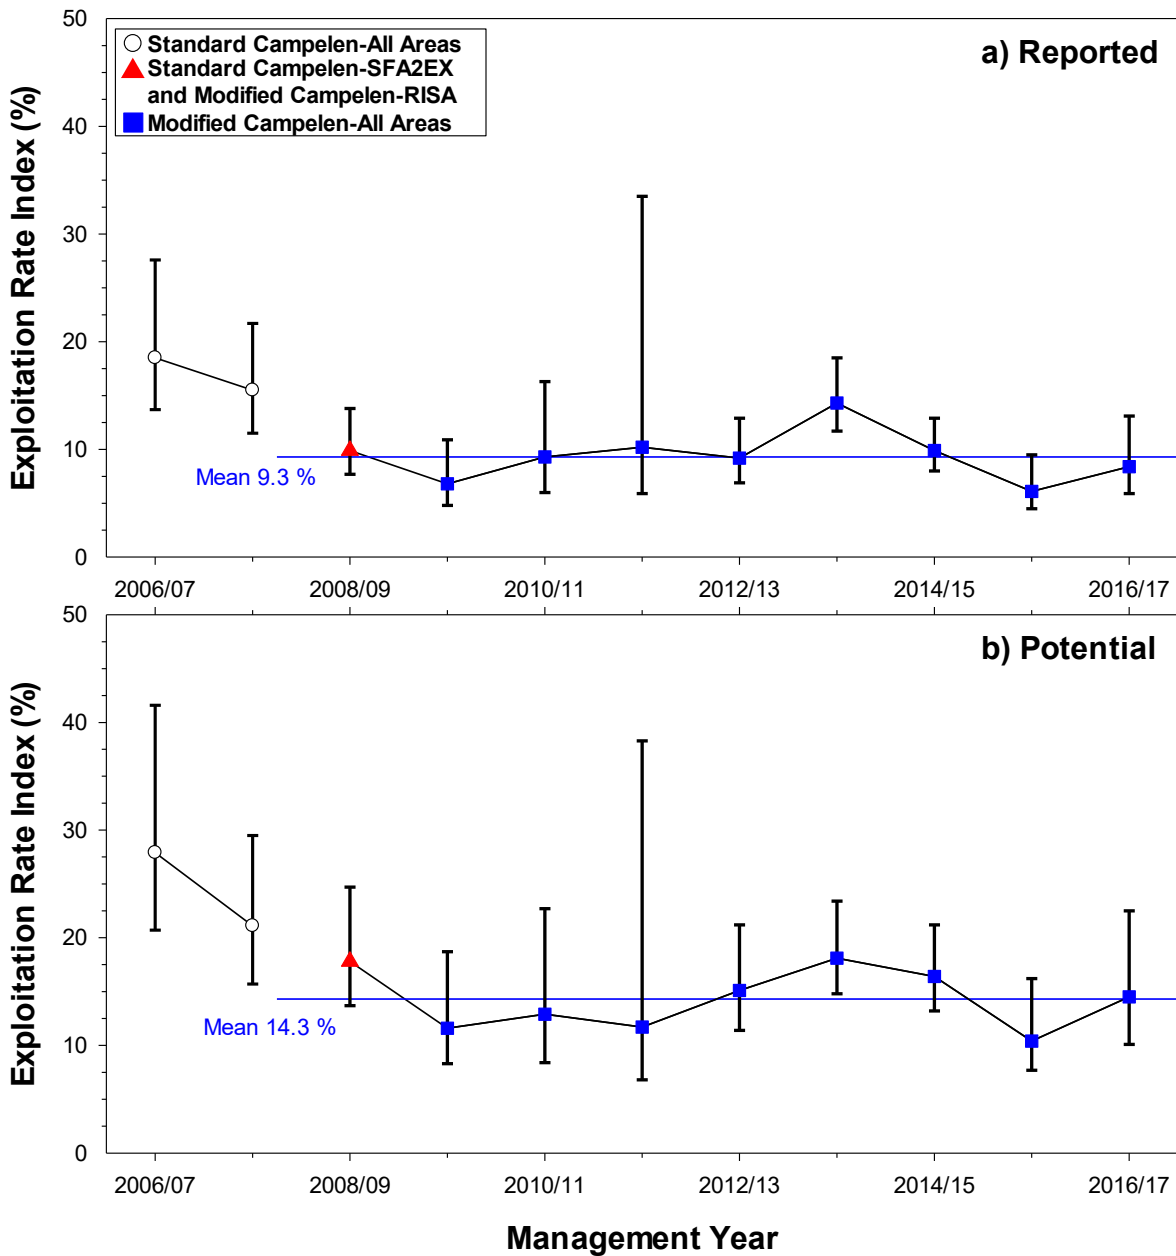 Exploitation Rate Index (%)
50
40
30
20
10
0
Standard Campelen-All Areas
Standard Campelen-SFA2EX
and Modified Campelen-RISA
Modified Campelen-All Areas
a) Reported
Mean 9.3 %
2006/07 2008/09 2010/11 2012/13 2014/15 2016/17
Exploitation Rate Index (%)
50
40
30
20
10
0
b) Potential
Mean 14.3 %
2006/07 2008/09 2010/11 2012/13 2014/15 2016/17
Management Year